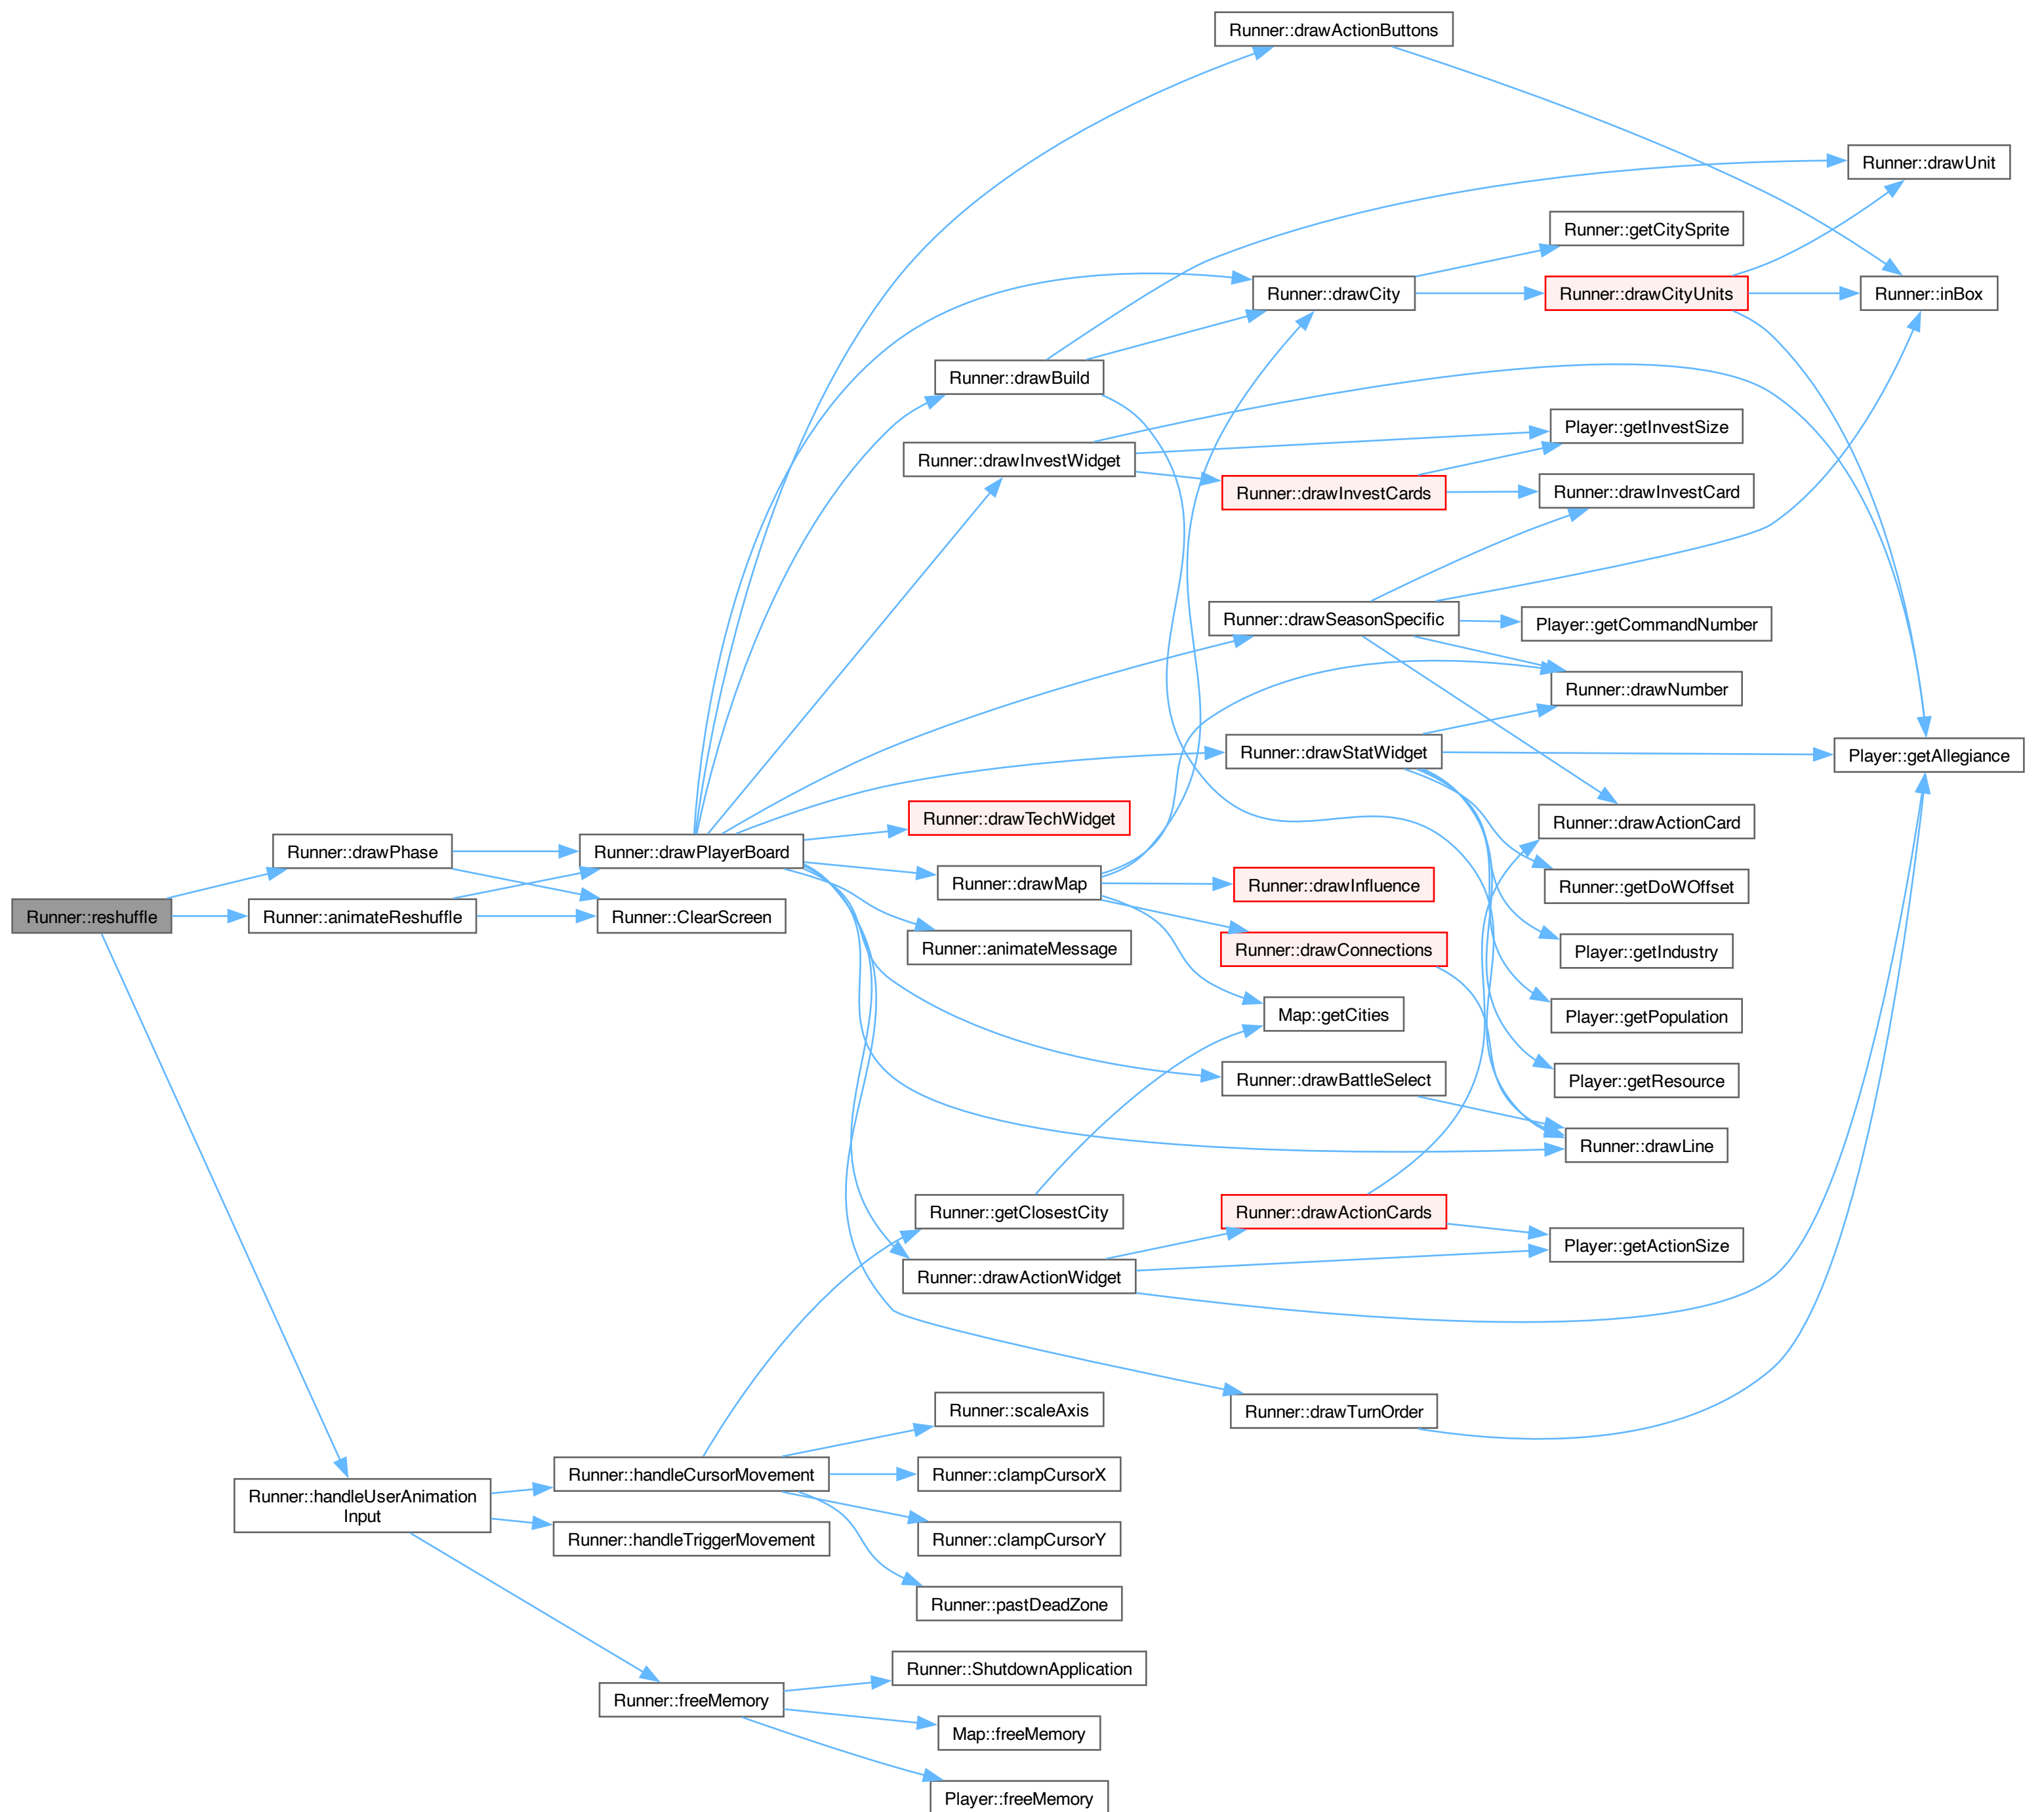 Runner::drawActionButtons
Runner::drawUnit
Runner::getCitySprite
Runner::drawCity
Runner::drawCityUnits
Runner::inBox
Runner::drawBuild
Player::getInvestSize
Runner::drawInvestWidget
Runner::drawInvestCards
Runner::drawInvestCard
Runner::drawSeasonSpecific
Player::getCommandNumber
Runner::drawNumber
Runner::drawStatWidget
Player::getAllegiance
Runner::drawTechWidget
Runner::drawActionCard
Runner::drawPhase
Runner::drawPlayerBoard
Runner::drawMap
Runner::drawInfluence
Runner::getDoWOffset
Runner::reshuffle
Runner::animateReshuffle
Runner::ClearScreen
Runner::animateMessage
Runner::drawConnections
Player::getIndustry
Map::getCities
Player::getPopulation
Runner::drawBattleSelect
Player::getResource
Runner::drawLine
Runner::getClosestCity
Runner::drawActionCards
Player::getActionSize
Runner::drawActionWidget
Runner::scaleAxis
Runner::drawTurnOrder
Runner::handleCursorMovement
Runner::clampCursorX
Runner::handleUserAnimation
Input
Runner::handleTriggerMovement
Runner::clampCursorY
Runner::pastDeadZone
Runner::ShutdownApplication
Runner::freeMemory
Map::freeMemory
Player::freeMemory